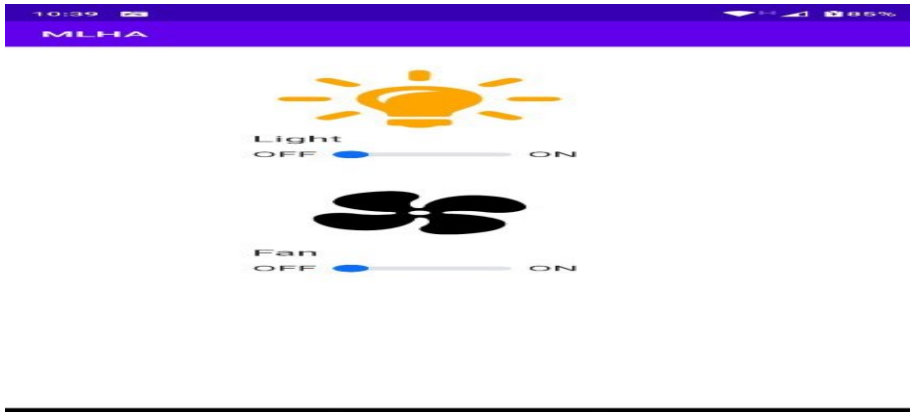 10:39 85%
MLHA
Light
OFF ON
Fan
OFF ON